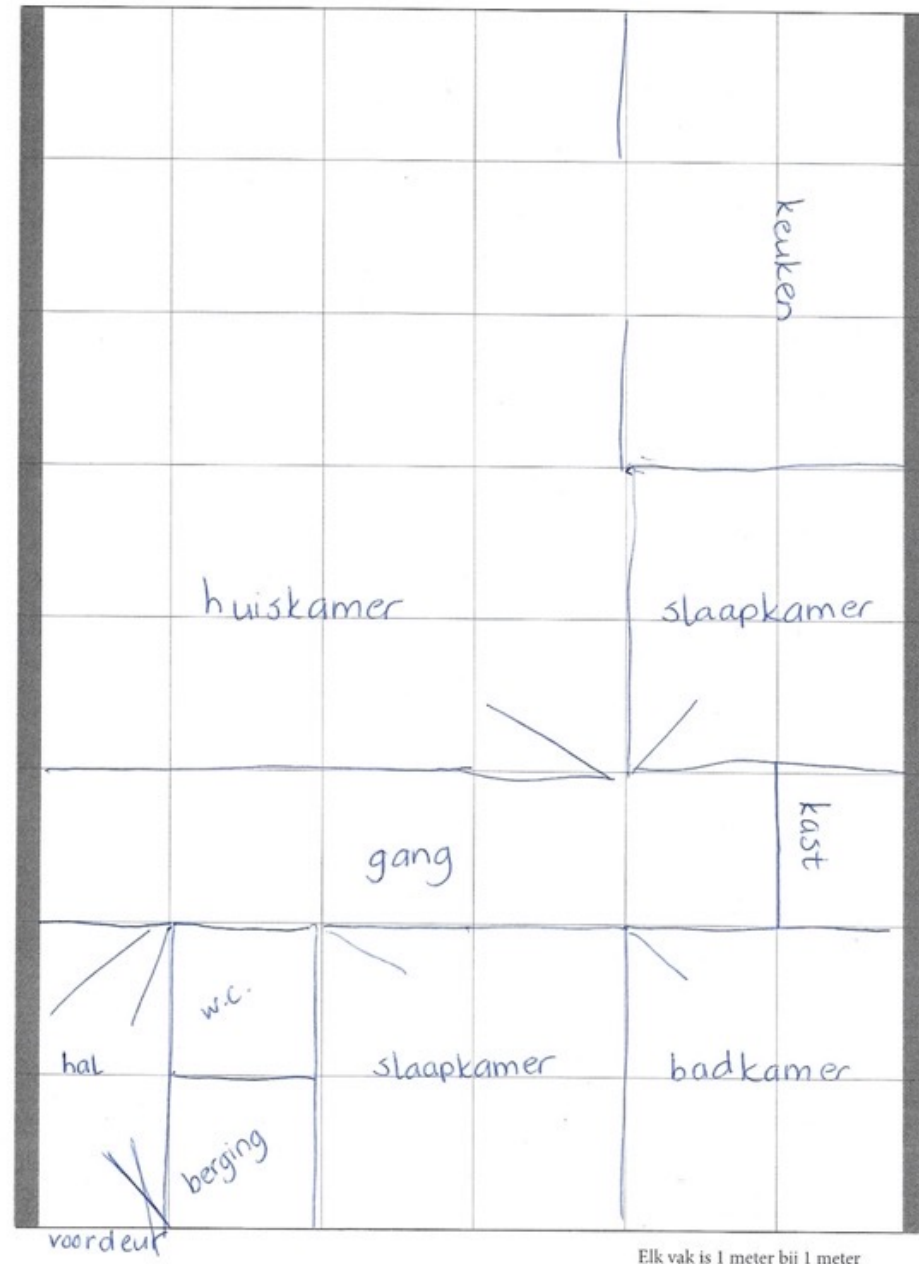 keuken
huiskamer
slaapkamer
kast
gang
w.c.
hal
slaapkamer
badkamer
berging
voordeur
Elk vak is 1 meter bij 1 meter